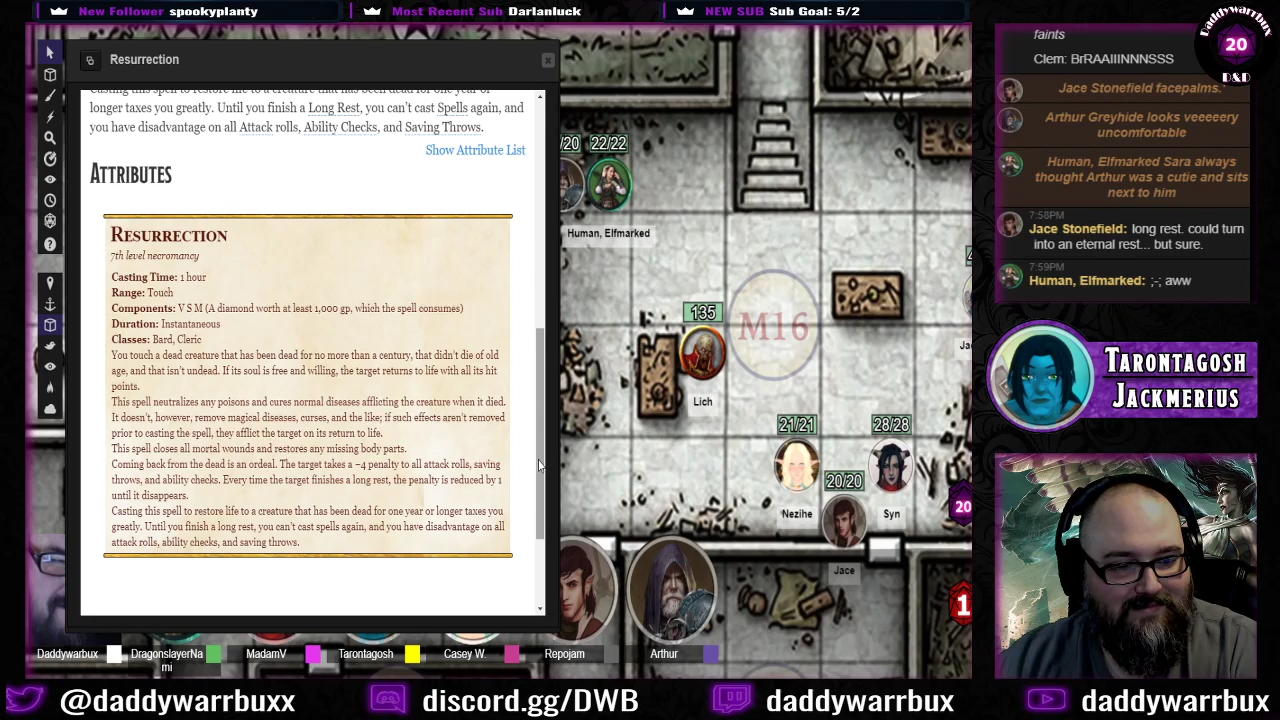 New Follower spookyplanty
Most Recent Sub Darlanluck
NEW SUB Sub Goal: 5/2
Resurrection
Casting this spell to restore life to a creature that has been dead for one year or
longer taxes you greatly. Until you finish a Long Rest, you can't cast Spells again, and
you have disadvantage on all Attack rolls, Ability Checks, and Saving Throws.
Show Attribute List
ATTRIBUTES
RESURRECTION
7th level necromancy
Casting Time: 1 hour
Range: Touch
Components: V S M (A diamond worth at least 1,000 gp, which the spell consumes)
Duration: Instantaneous
Classes: Bard, Cleric
You touch a dead creature that has been dead for no more than a century, that didn't die of old
age, and that isn't undead. If its soul is free and willing, the target returns to life with all its hit
points.
This spell neutralizes any poisons and cures normal diseases afflicting the creature when it died.
It doesn't, however, remove magical diseases, curses, and the like; if such effects aren't removed
prior to casting the spell, they afflict the target on its return to life.
This spell closes all mortal wounds and restores any missing body parts.
Coming back from the dead is an ordeal. The target takes a −4 penalty to all attack rolls, saving
throws, and ability checks. Every time the target finishes a long rest, the penalty is reduced by 1
until it disappears.
Casting this spell to restore life to a creature that has been dead for one year or longer taxes you
greatly. Until you finish a long rest, you can't cast spells again, and you have disadvantage on all
attack rolls, ability checks, and saving throws.
/20
22/22
Human, Elfmarked
135
Lich
M16
21/21
Nezihe
28/28
Syn
20/20
Jace
Ja
20
1
faints
Clem: BrRAAIIINNNSSS
Jace Stonefield facepalms.'
Arthur Greyhide looks veeeery
uncomfortable
Human, Elfmarked Sara always
thought Arthur was a cutie and sits
next to him
7:58PM
Jace Stonefield: long rest. could turn
into an eternal rest... but sure.
7:59PM
Human, Elfmarked: ;-; aww
DaddyWarrbux
20
D&D
TARONTAGOSH
JACKMERIUS
Daddywarbux
DragonslayerNa
mi
MadamV
Tarontagosh
Casey W.
Repojam
Arthur
@daddywarrbuxx
discord.gg/DWB
daddywarrbux
daddywarrbux